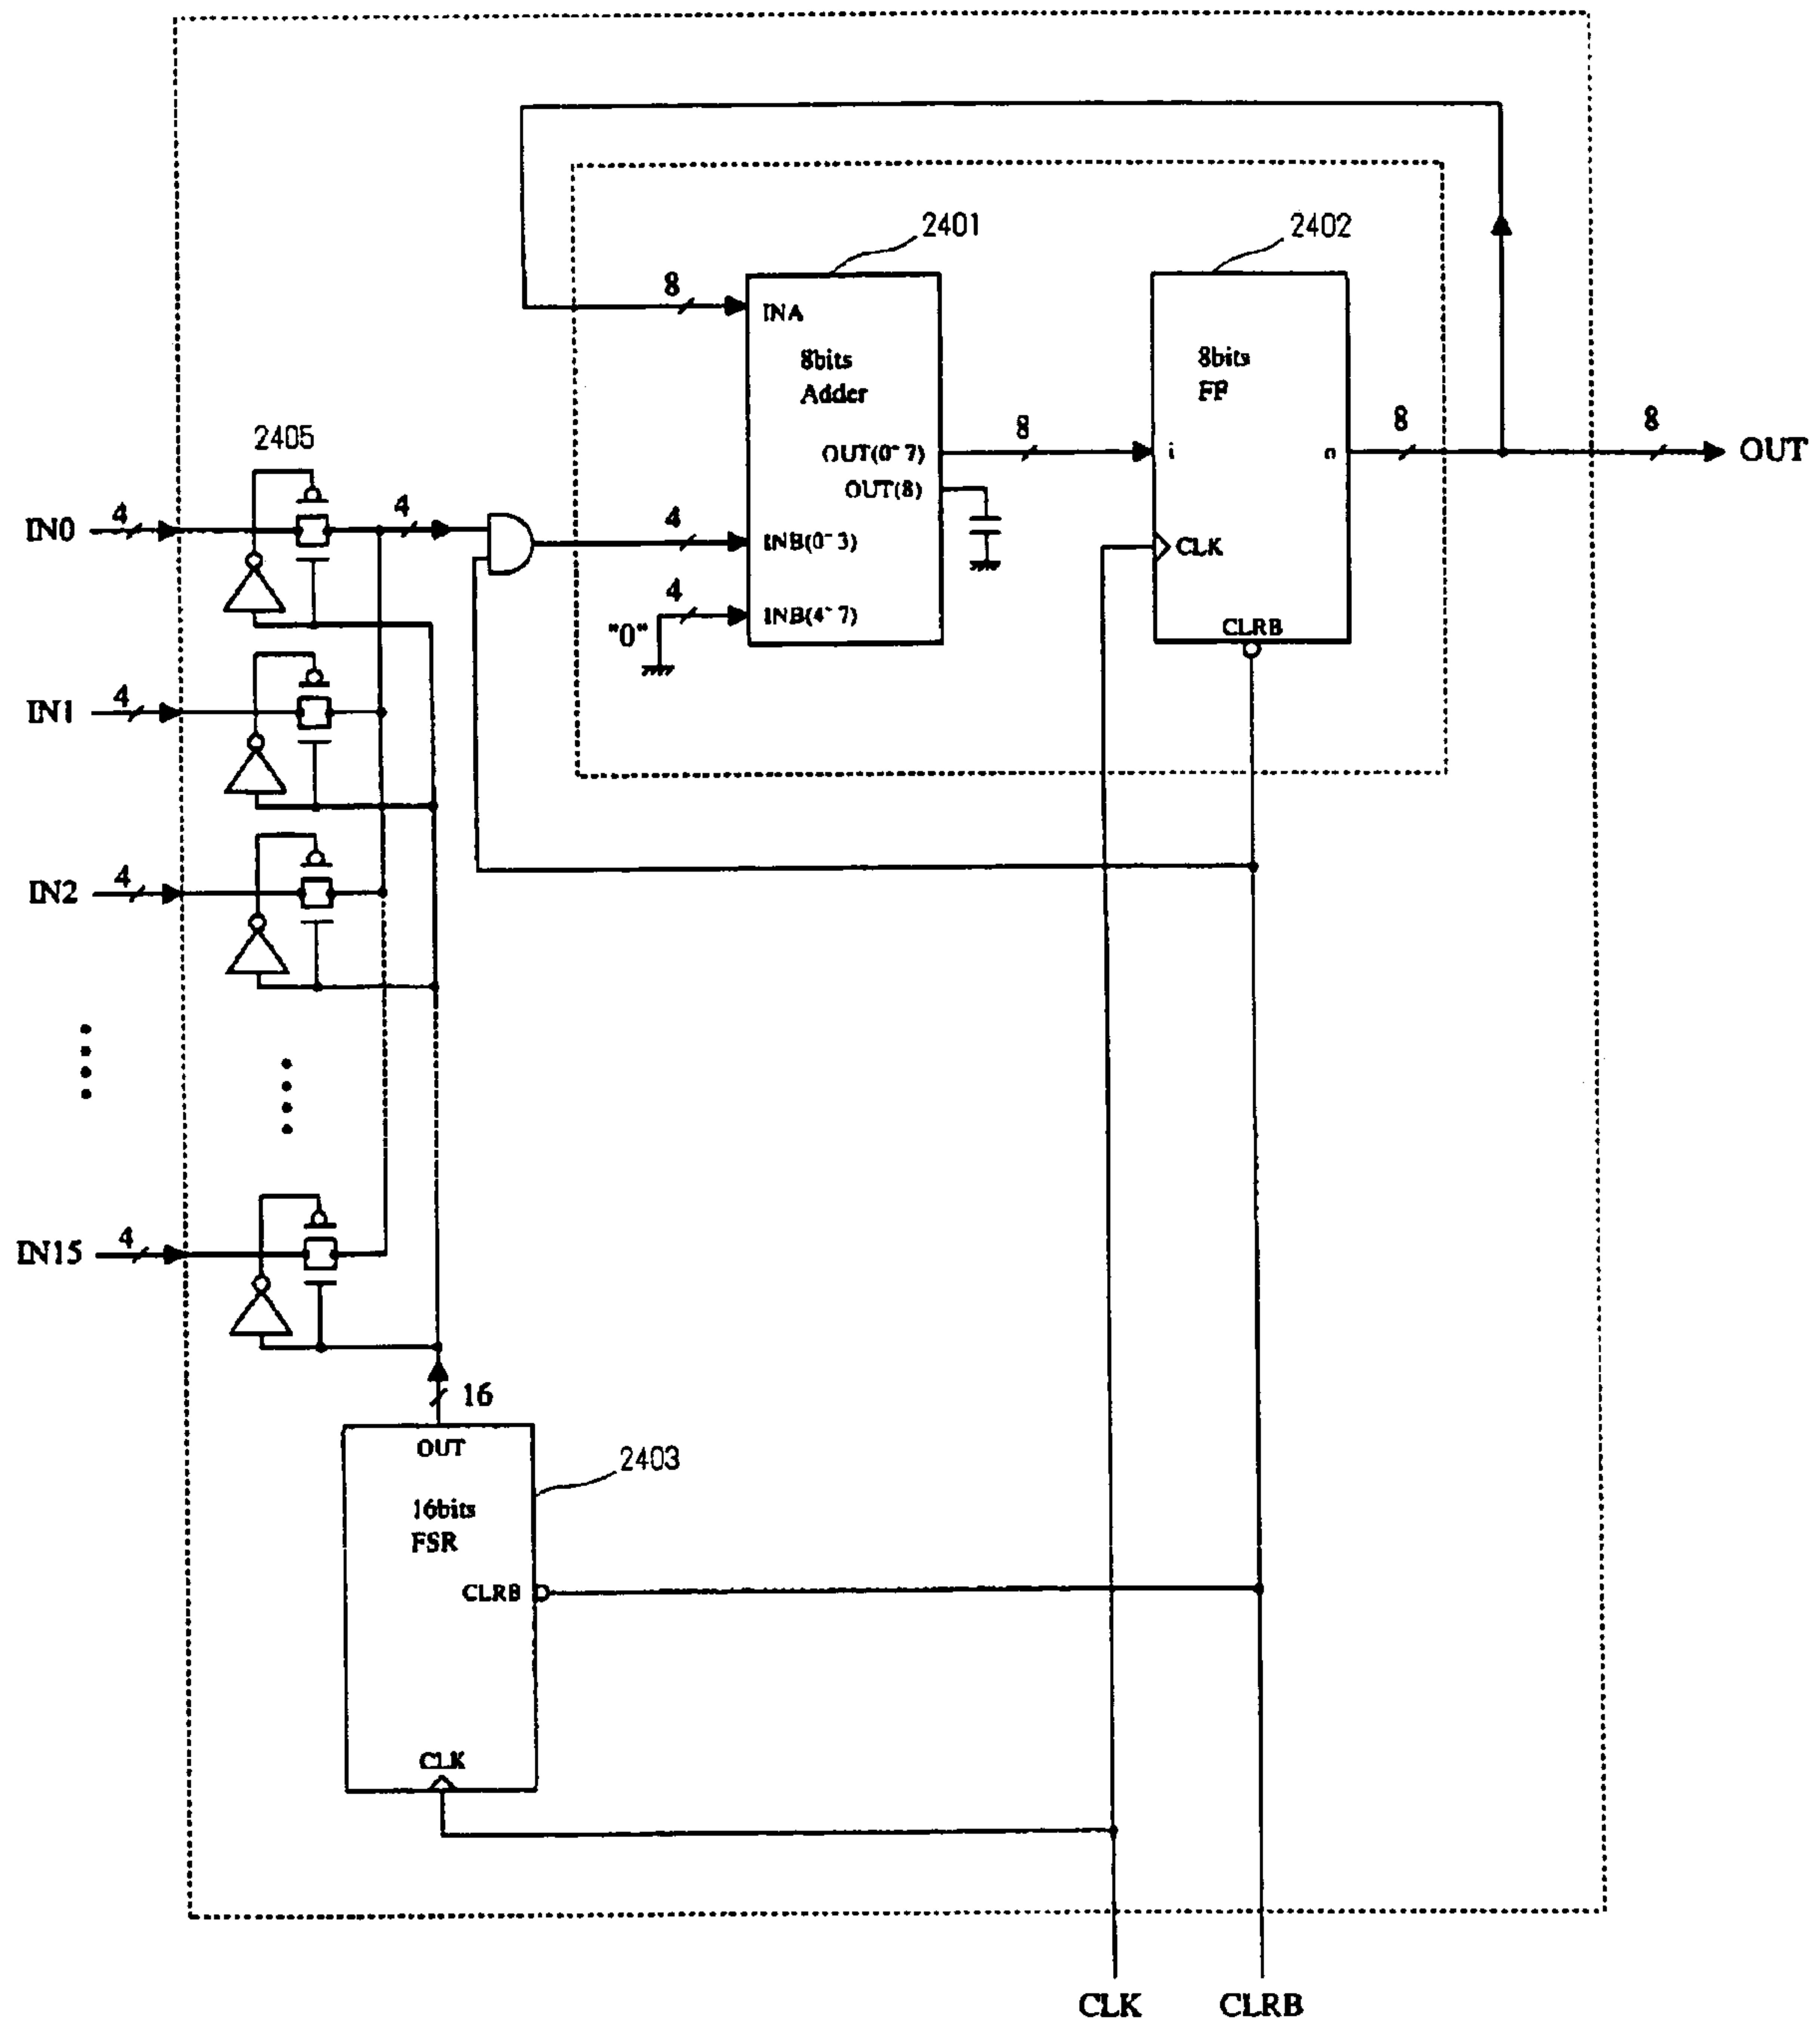 2401
2402
8
INA
8bits
Adder
8bits
FF
2405
8
OUT(0~7)
i
o
8
8
OUT
OUT(8)
IN0
4
4
4
INB(0~3)
CLK
4
"0"
INB(4~7)
CLRB
IN1
4
IN2
4
IN15
4
16
OUT
2403
16bits
FSR
CLRB
CLK
CLK
CLRB